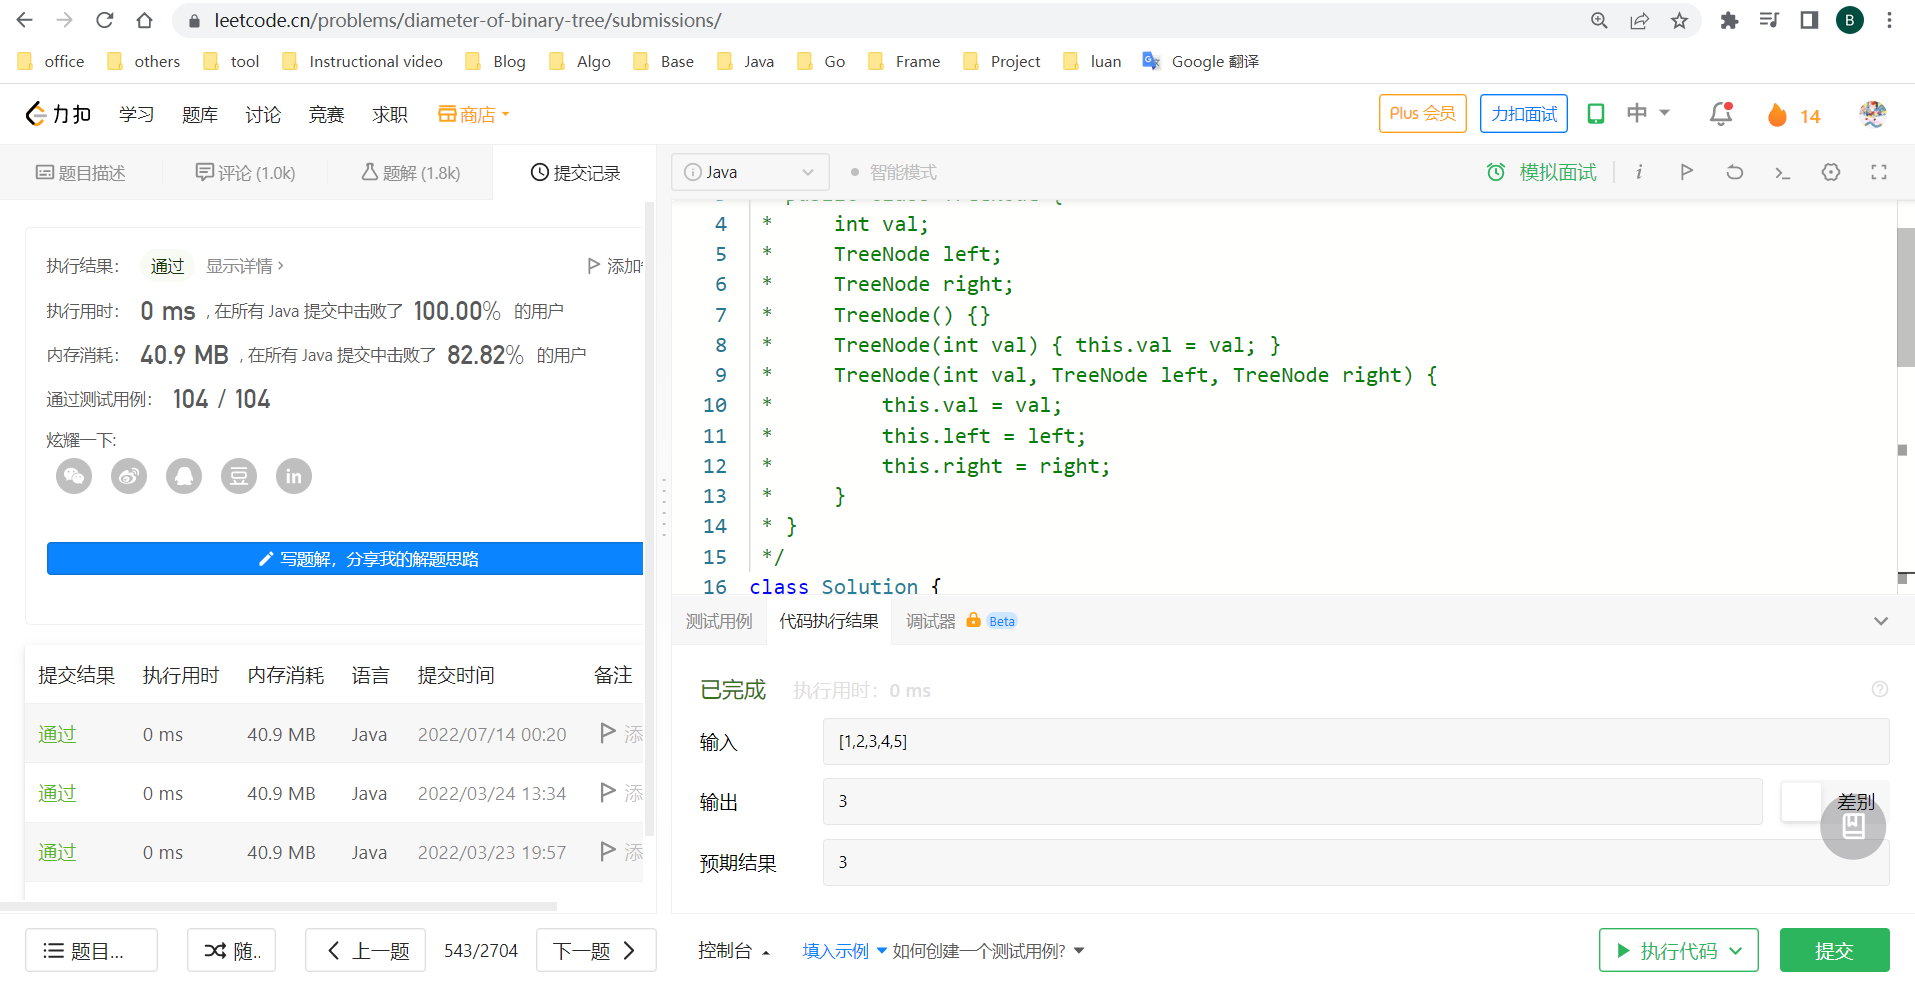 leetcode.cn/problems/diameter-of-binary-tree/submissions/
B
office others tool Instructional video Blog Algo Base Java Go Frame Project luan Google 翻译
力扣 学习 题库 讨论 竞赛 求职 商店 Plus 会员 力扣面试 中 14
题目描述 评论 (1.0k) 题解 (1.8k) 提交记录
执行结果： 通过 显示详情 > 添加
执行用时： 0 ms , 在所有 Java 提交中击败了 100.00% 的用户
内存消耗： 40.9 MB , 在所有 Java 提交中击败了 82.82% 的用户
通过测试用例： 104 / 104
炫耀一下:
豆 in
写题解，分享我的解题思路
提交结果 执行用时 内存消耗 语言 提交时间 备注
通过 0 ms 40.9 MB Java 2022/07/14 00:20 添
通过 0 ms 40.9 MB Java 2022/03/24 13:34 添
通过 0 ms 40.9 MB Java 2022/03/23 19:57 添
题目... 随.. 上一题 543/2704 下一题
Java 智能模式 模拟面试 i
4 * int val;
5 * TreeNode left;
6 * TreeNode right;
7 * TreeNode() {}
8 * TreeNode(int val) { this.val = val; }
9 * TreeNode(int val, TreeNode left, TreeNode right) {
10 * this.val = val;
11 * this.left = left;
12 * this.right = right;
13 * }
14 * }
15 */
16 class Solution {
测试用例 代码执行结果 调试器 Beta
已完成 执行用时：0 ms
输入 [1,2,3,4,5]
输出 3 差别
预期结果 3
控制台 填入示例 如何创建一个测试用例? 执行代码 提交